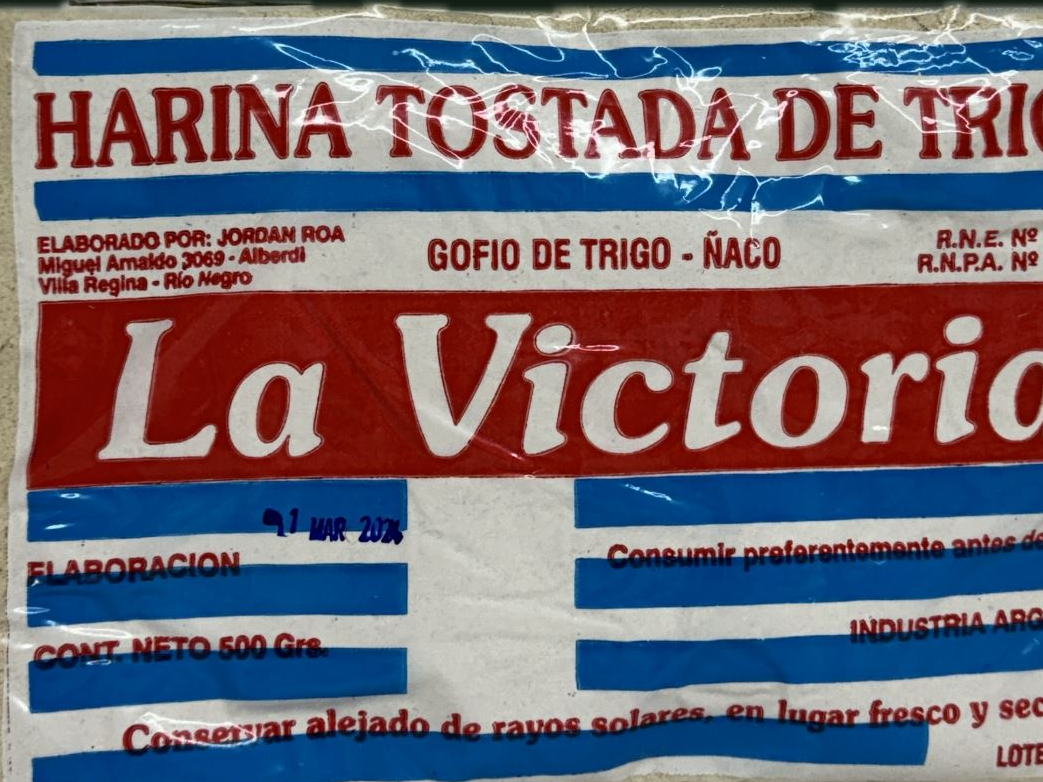 HARINA TOSTADA DE TRIG
ELABORADO POR: JORDAN ROA
Miguel Arnaldo 3069 - Alberdi
Villa Regina - Río Negro
GOFIO DE TRIGO - ÑACO
R.N.E. Nº
R.N.P.A. Nº
La Victoria
MAR 2024
ELABORACION
Consumir preferentemente antes de
CONT. NETO 500 Grs.
INDUSTRIA ARG
Conservar alejado de rayos solares, en lugar fresco y sec
LOTE